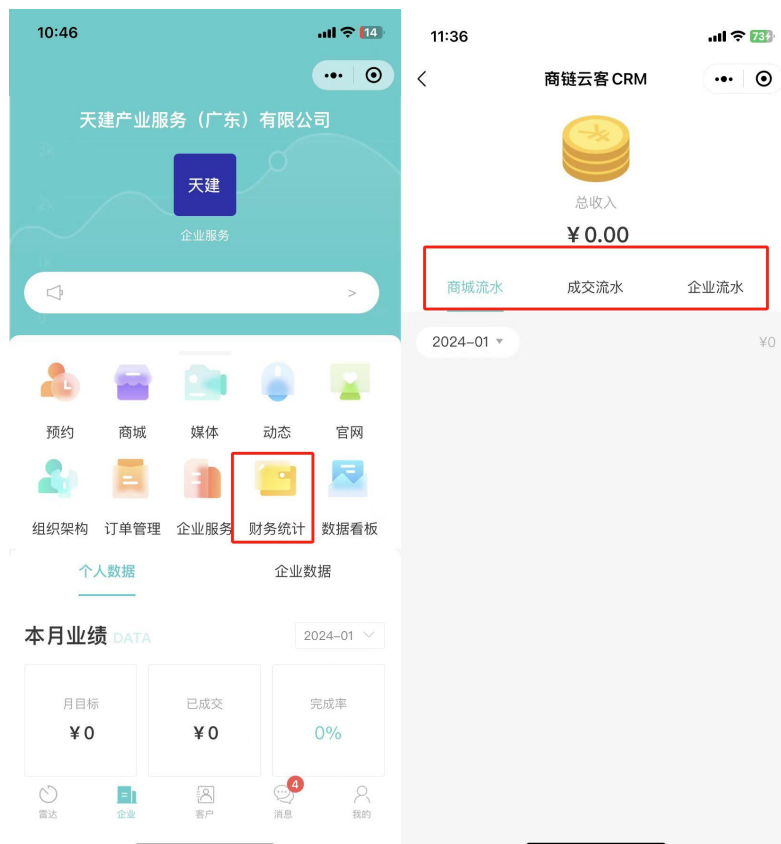 10:46
14
天建产业服务（广东）有限公司
天建
企业服务
>
预约 商城 媒体 动态 官网
组织架构 订单管理 企业服务 财务统计 数据看板
个人数据 企业数据
本月业绩 DATA 2024-01
月目标 已成交 完成率
¥0 ¥0 0%
4
雷达 企业 客户 消息 我的
11:36
73
商链云客CRM
总收入
¥0.00
商城流水 成交流水 企业流水
2024-01 ¥0